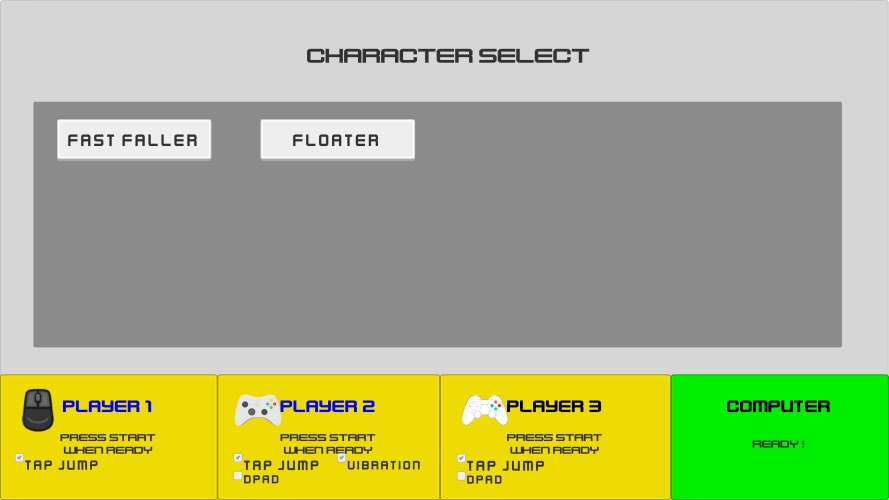 CHARACTER SELECT
FAST FALLER
FLOATER
PLAYER 1
PRESS START
WHEN READY
TAP JUMP
PLAYER 2
PRESS START
WHEN READY
TAP JUMP
VIBRATION
DPAD
PLAYER 3
PRESS START
WHEN READY
TAP JUMP
DPAD
COMPUTER
READY!